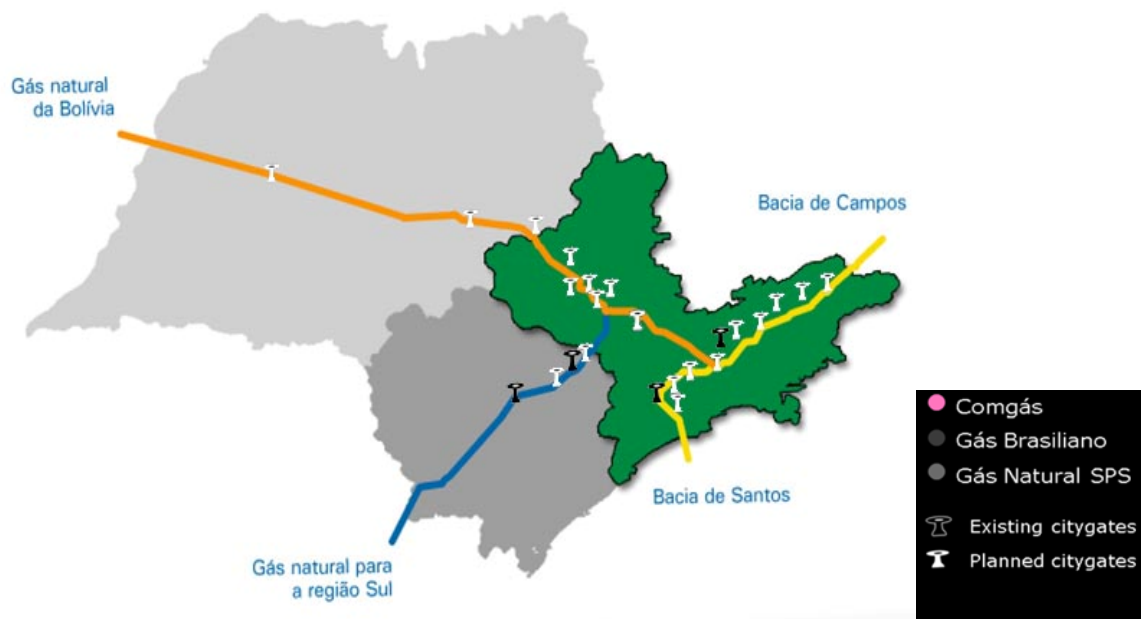 Gás natural
da Bolívia
Bacia de Campos
Bacia de Santos
Gás natural para
a região Sul
Comgás
Gás Brasiliano
Gás Natural SPS
Existing citygates
Planned citygates